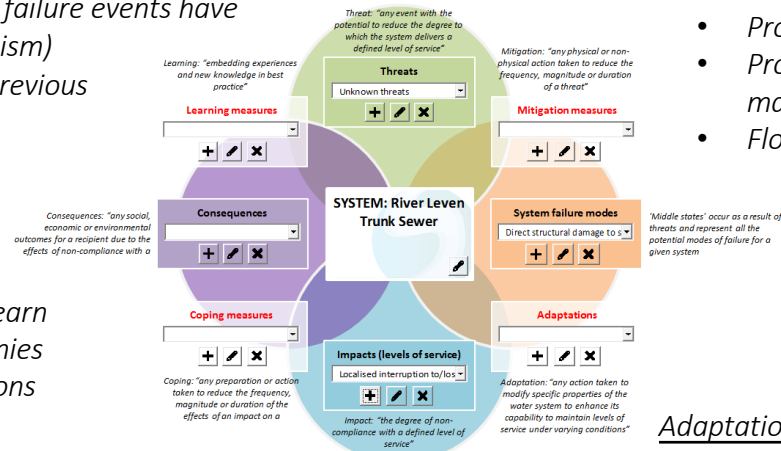 failure events have
ism)
revious
earn
nies
ons
Threat: "any event with the
potential to reduce the degree to
which the system delivers a
defined level of service"
Threats
Unknown threats
Learning: "embedding experiences
and new knowledge in best
practice"
Learning measures
Mitigation: "any physical or non-
physical action taken to reduce the
frequency, magnitude or duration
of a threat"
Mitigation measures
Consequences: "any social,
economic or environmental
outcomes for a recipient due to the
effects of non-compliance with a
Consequences
SYSTEM: River Leven
Trunk Sewer
System failure modes
Direct structural damage to s
'Middle states' occur as a result of
threats and represent all the
potential modes of failure for a
given system
Coping measures
Coping: "any preparation or action
taken to reduce the frequency,
magnitude or duration of the
effects of an impact on a
Impacts (levels of service)
Localised interruption to/los
Impact: "the degree of non-
compliance with a defined level of
service"
Adaptations
Adaptation: "any action taken to
modify specific properties of the
water system to enhance its
capability to maintain levels of
service under varying conditions"
• Pro
• Pro
ma
• Flo
Adaptatio